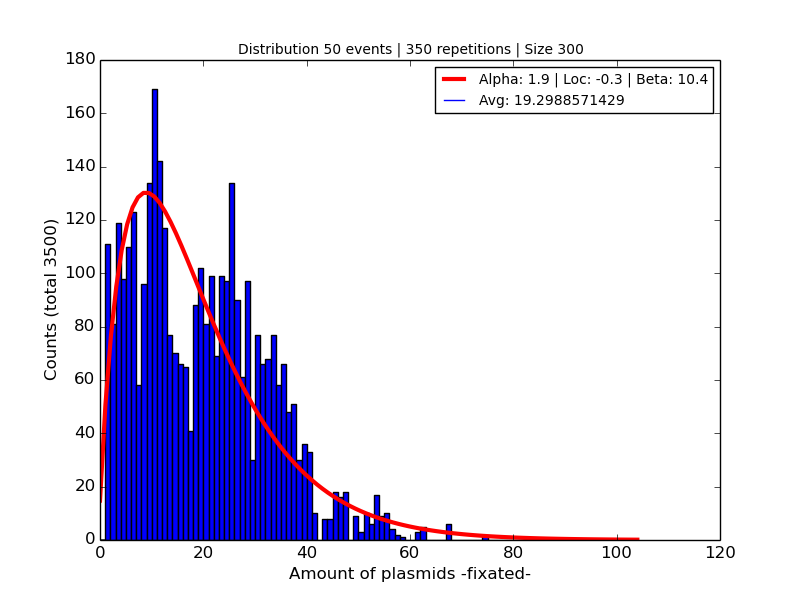 Distribution 50 events | 350 repetitions | Size 300
Alpha: 1.9 | Loc: -0.3 | Beta: 10.4
Avg: 19.2988571429
180
160
140
120
100
80
60
40
20
0
Counts (total 3500)
0 20 40 60 80 100 120
Amount of plasmids -fixated-